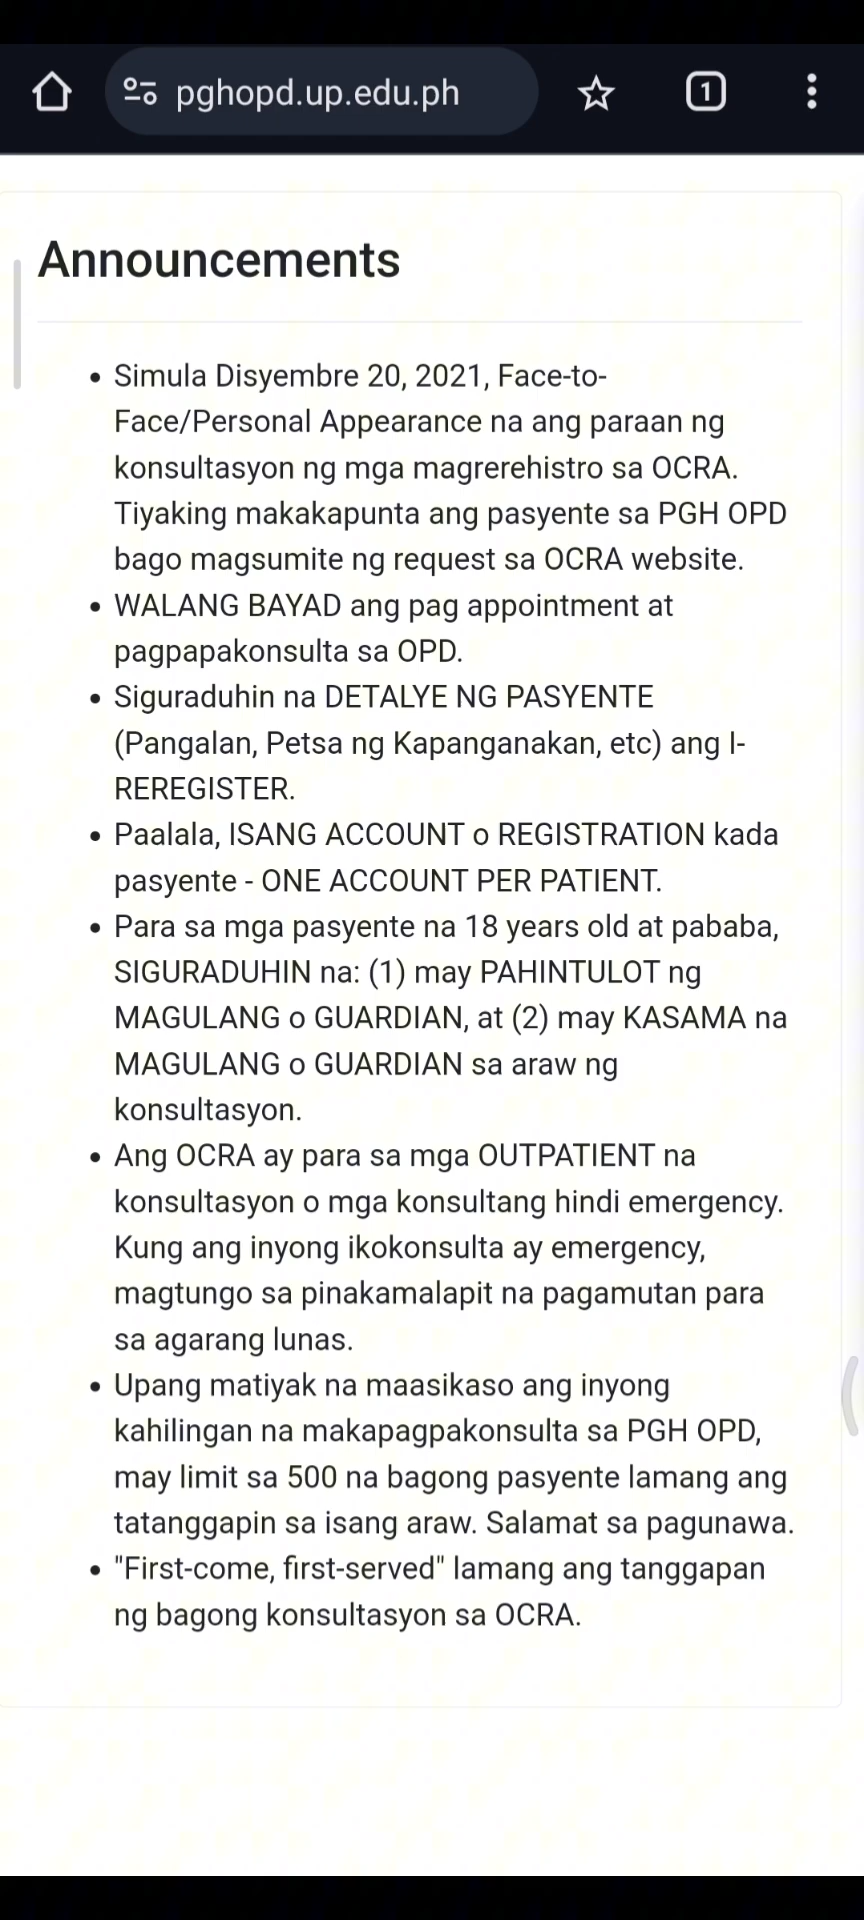 pghopd.up.edu.ph
1
Announcements
• Simula Disyembre 20, 2021, Face-to-
Face/Personal Appearance na ang paraan ng
konsultasyon ng mga magrerehistro sa OCRA.
Tiyaking makakapunta ang pasyente sa PGH OPD
bago magsumite ng request sa OCRA website.
• WALANG BAYAD ang pag appointment at
pagpapakonsulta sa OPD.
• Siguraduhin na DETALYE NG PASYENTE
(Pangalan, Petsa ng Kapanganakan, etc) ang I-
REREGISTER.
• Paalala, ISANG ACCOUNT o REGISTRATION kada
pasyente - ONE ACCOUNT PER PATIENT.
• Para sa mga pasyente na 18 years old at pababa,
SIGURADUHIN na: (1) may PAHINTULOT ng
MAGULANG o GUARDIAN, at (2) may KASAMA na
MAGULANG o GUARDIAN sa araw ng
konsultasyon.
• Ang OCRA ay para sa mga OUTPATIENT na
konsultasyon o mga konsultang hindi emergency.
Kung ang inyong ikokonsulta ay emergency,
magtungo sa pinakamalapit na pagamutan para
sa agarang lunas.
• Upang matiyak na maasikaso ang inyong
kahilingan na makapagpakonsulta sa PGH OPD,
may limit sa 500 na bagong pasyente lamang ang
tatanggapin sa isang araw. Salamat sa pagunawa.
• "First-come, first-served" lamang ang tanggapan
ng bagong konsultasyon sa OCRA.